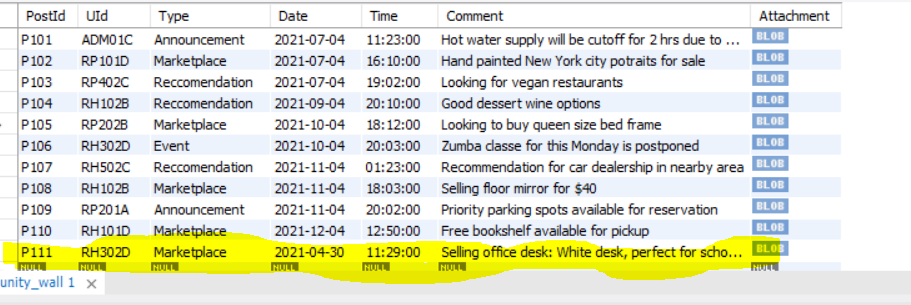 PostId UId Type Date Time Comment Attachment
P101 ADM01C Announcement 2021-07-04 11:23:00 Hot water supply will be cutoff for 2 hrs due to ... BLOB
P102 RP101D Marketplace 2021-07-04 16:10:00 Hand painted New York city potraits for sale BLOB
P103 RP402C Reccomendation 2021-07-04 19:02:00 Looking for vegan restaurants BLOB
P104 RH102B Reccomendation 2021-09-04 20:10:00 Good dessert wine options BLOB
P105 RP202B Marketplace 2021-10-04 18:12:00 Looking to buy queen size bed frame BLOB
P106 RH302D Event 2021-10-04 20:03:00 Zumba classe for this Monday is postponed BLOB
P107 RH502C Reccomendation 2021-11-04 01:23:00 Recommendation for car dealership in nearby area BLOB
P108 RH102B Marketplace 2021-11-04 18:03:00 Selling floor mirror for $40 BLOB
P109 RP201A Announcement 2021-11-04 20:02:00 Priority parking spots available for reservation BLOB
P110 RH101D Marketplace 2021-12-04 12:50:00 Free bookshelf available for pickup BLOB
P111 RH302D Marketplace 2021-04-30 11:29:00 Selling office desk: White desk, perfect for scho... BLOB
NULL NULL NULL NULL NULL NULL NULL
unity_wall 1